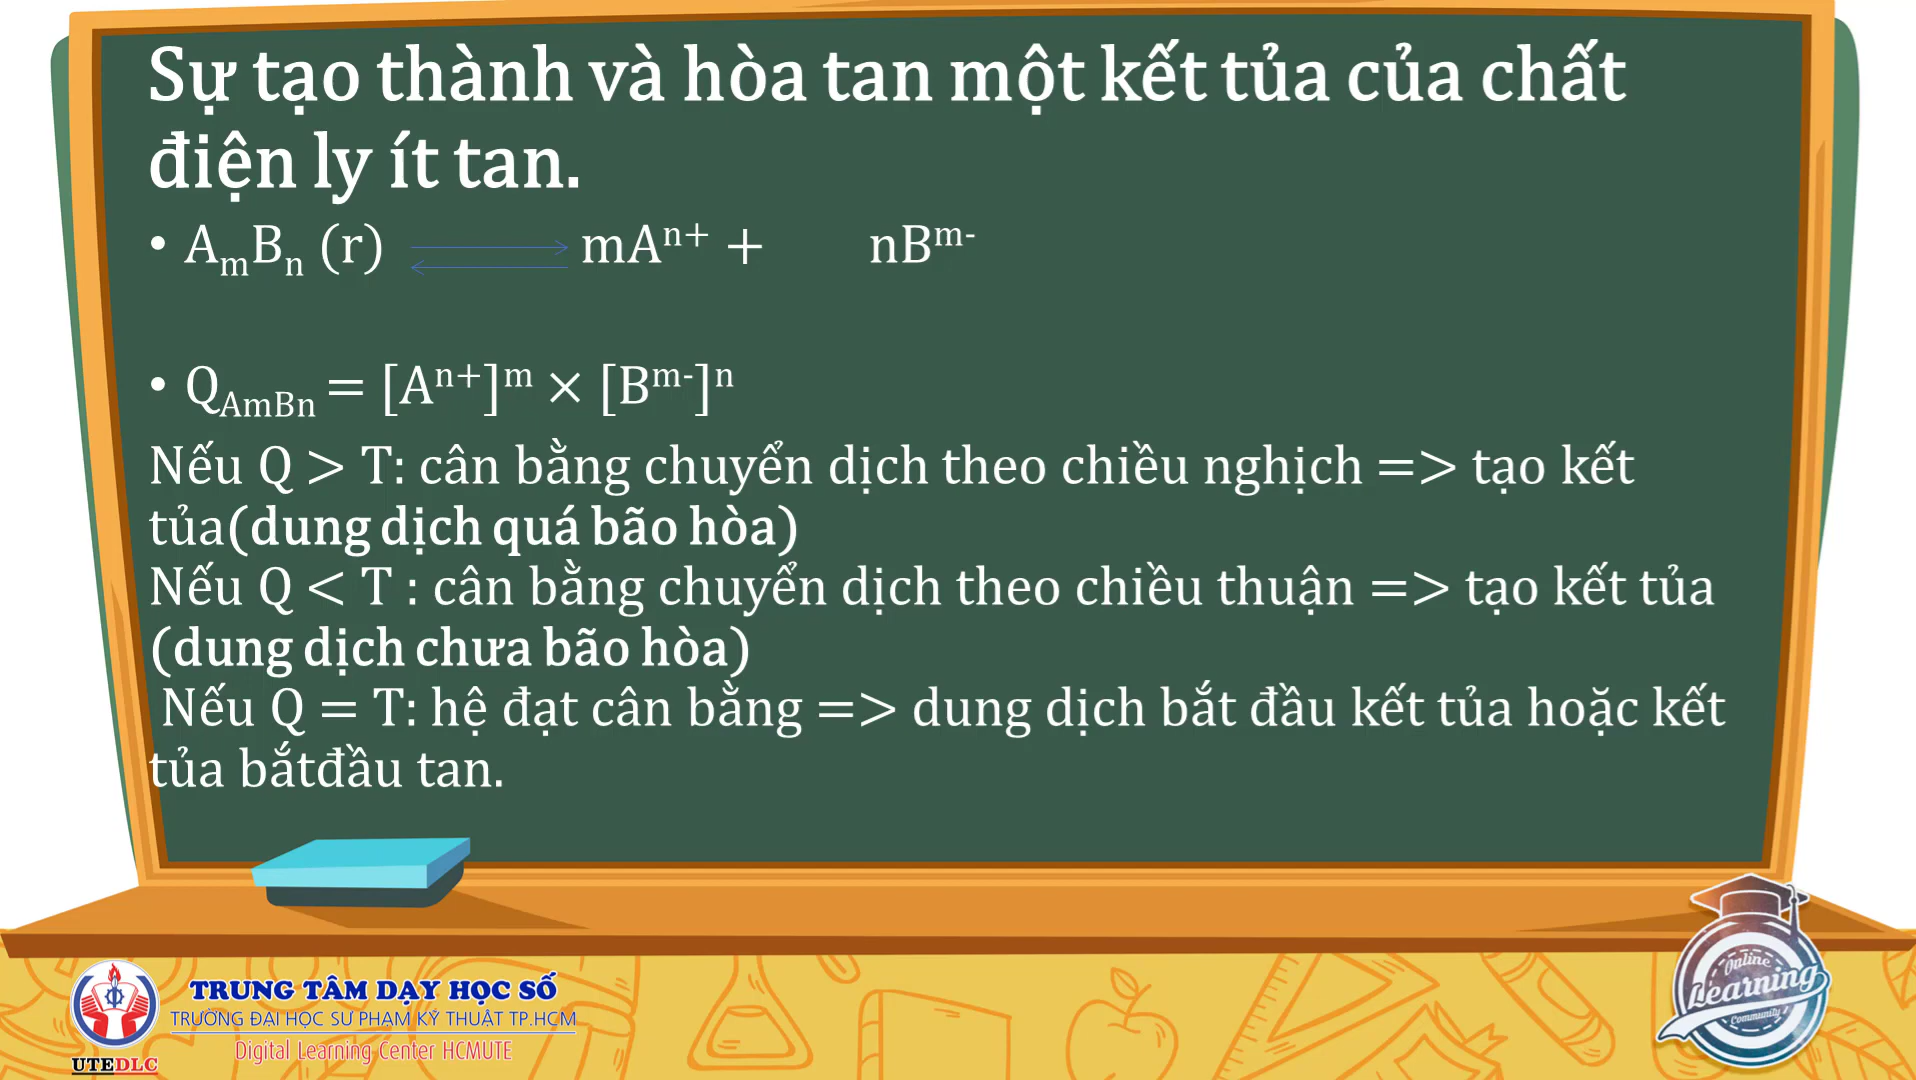 Sự tạo thành và hòa tan một kết tủa của chất
điện ly ít tan.
• AₘBₙ (r) mAⁿ⁺ + nBᵐ⁻
• Q_AmBn = [Aⁿ⁺]ᵐ × [Bᵐ⁻]ⁿ
Nếu Q > T: cân bằng chuyển dịch theo chiều nghịch => tạo kết
tủa(dung dịch quá bão hòa)
Nếu Q < T : cân bằng chuyển dịch theo chiều thuận => tạo kết tủa
(dung dịch chưa bão hòa)
Nếu Q = T: hệ đạt cân bằng => dung dịch bắt đầu kết tủa hoặc kết
tủa bắtđầu tan.
TRUNG TÂM DẠY HỌC SỐ
TRƯỜNG ĐẠI HỌC SƯ PHẠM KỸ THUẬT TP.HCM
Digital Learning Center HCMUTE
UTEDLC
Online
Learning
Community